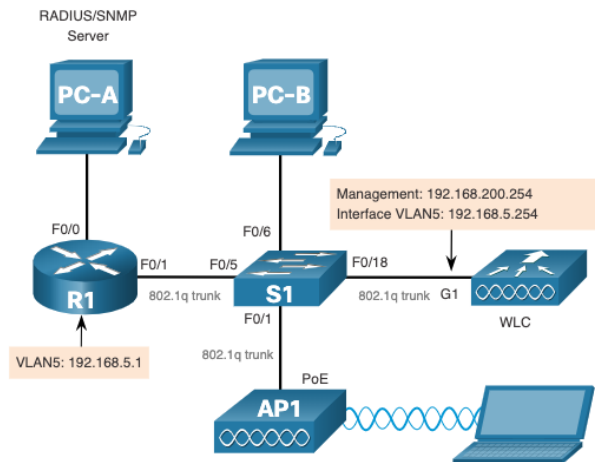 RADIUS/SNMP
Server
PC-A
PC-B
Management: 192.168.200.254
Interface VLAN5: 192.168.5.254
F0/0
F0/6
F0/1
F0/5
F0/18
R1
802.1q trunk
S1
802.1q trunk
G1
F0/1
WLC
VLAN5: 192.168.5.1
802.1q trunk
PoE
AP1